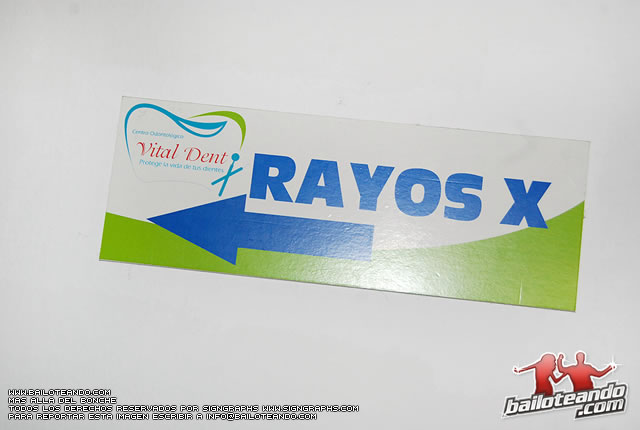 Centro Odontológico
Vital Dent
Protege la vida de tus dientes
RAYOS X
WWW.BAILOTEANDO.COM
MAS ALLA DEL BONCHE
TODOS LOS DERECHOS RESERVADOS POR SIGNGRAPHS WWW.SIGNGRAPHS.COM
PARA REPORTAR ESTA IMAGEN ESCRIBIR A INFO@BAILOTEANDO.COM
bailoteando.com